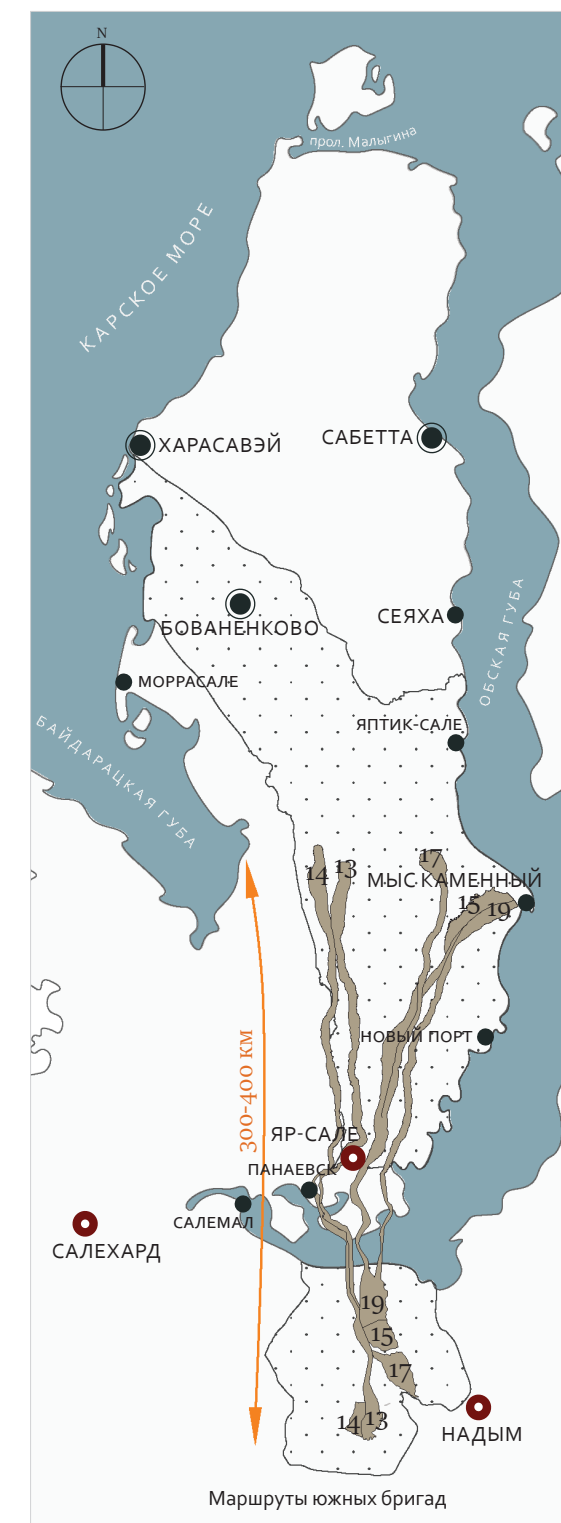 N
прол. Малыгина
КАРСКОЕ МОРЕ
ХАРАСАВЭЙ
САБЕТТА
БОВАНЕНКОВО
СЕЯХА
ОБСКАЯ ГУБА
МОРРАСАЛЕ
ЯПТИК-САЛЕ
БАЙДАРАЦКАЯ ГУБА
14
13
17
МЫС КАМЕННЫЙ
15
19
НОВЫЙ ПОРТ
300-400 км
ЯР-САЛЕ
ПАНАЕВСК
САЛЕМАЛ
САЛЕХАРД
19
15
17
14
13
НАДЫМ
Маршруты южных бригад